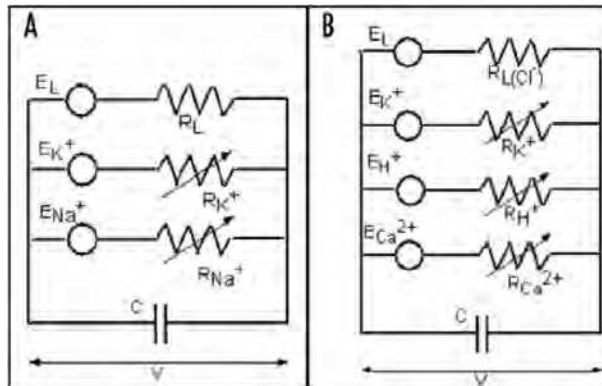 A
E_L
R_L
E_K+
R_K+
E_Na+
R_Na+
C
V
B
E_L
R_L(Cl-)
E_K+
R_K+
E_H+
R_H+
E_Ca2+
R_Ca2+
C
V